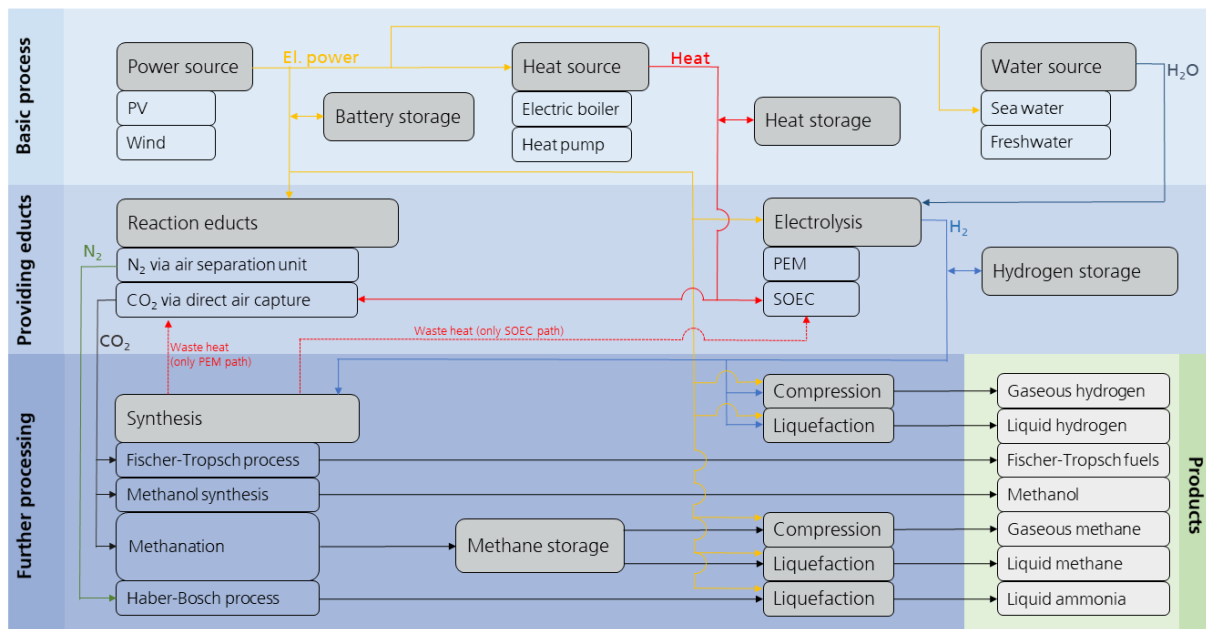 Basic process
Power source
PV
Wind
El. power
Battery storage
Heat source
Electric boiler
Heat pump
Heat
Heat storage
Water source
Sea water
Freshwater
H₂O
Providing educts
Reaction educts
N₂
N₂ via air separation unit
CO₂ via direct air capture
CO₂
Waste heat
(only PEM path)
Waste heat (only SOEC path)
Electrolysis
PEM
SOEC
H₂
Hydrogen storage
Further processing
Synthesis
Fischer-Tropsch process
Methanol synthesis
Methanation
Haber-Bosch process
Methane storage
Compression
Liquefaction
Compression
Liquefaction
Liquefaction
Gaseous hydrogen
Liquid hydrogen
Fischer-Tropsch fuels
Methanol
Gaseous methane
Liquid methane
Liquid ammonia
Products